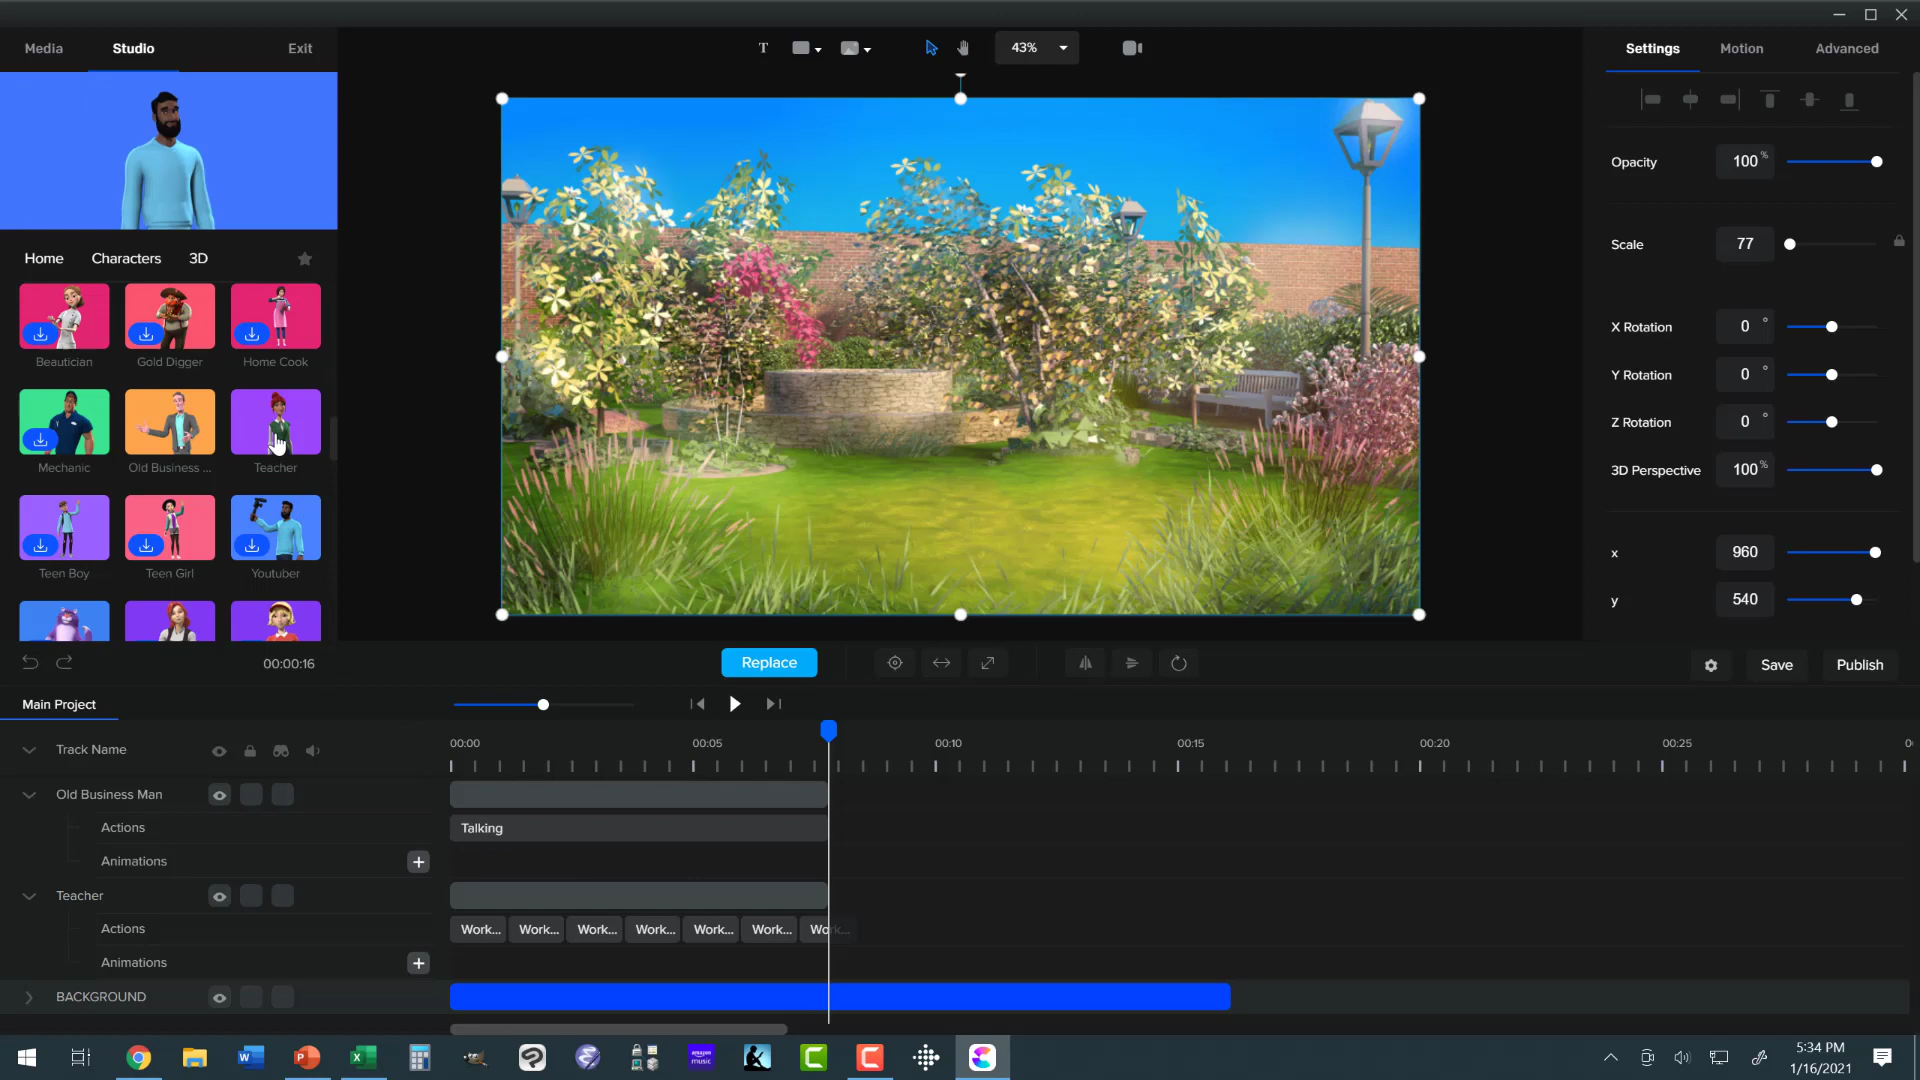 Media Studio Exit
T 43%
Settings Motion Advanced
Opacity 100 %
Scale 77
X Rotation 0 °
Y Rotation 0 °
Z Rotation 0 °
3D Perspective 100 %
x 960
y 540
Home Characters 3D
Beautician Gold Digger Home Cook
Mechanic Old Business ... Teacher
Teen Boy Teen Girl Youtuber
00:00:16
Replace
Save Publish
Main Project
Track Name
00:00 00:05 00:10 00:15 00:20 00:25
Old Business Man
Actions Talking
Animations +
Teacher
Actions Work... Work... Work... Work... Work... Work... Work...
Animations +
BACKGROUND
amazon music
5:34 PM
1/16/2021